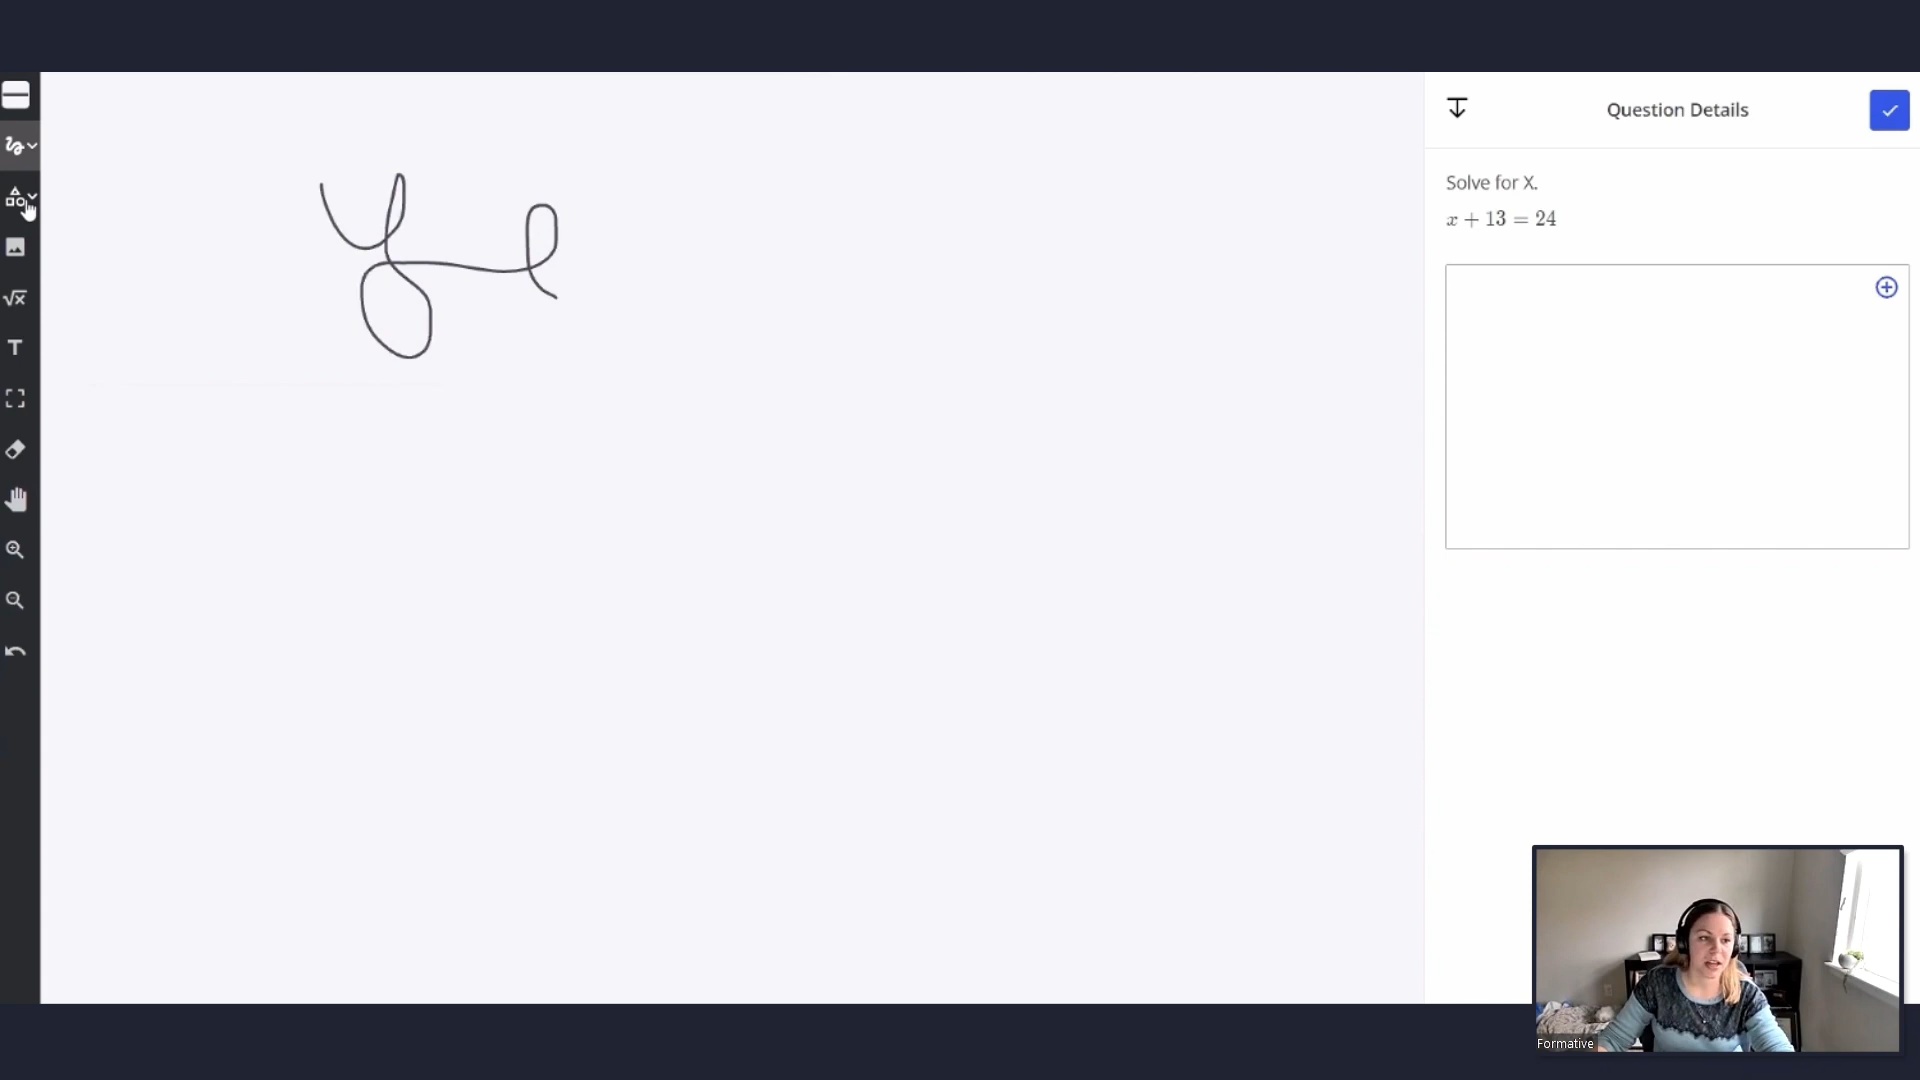 Question Details
Solve for X.
x + 13 = 24
T
Formative